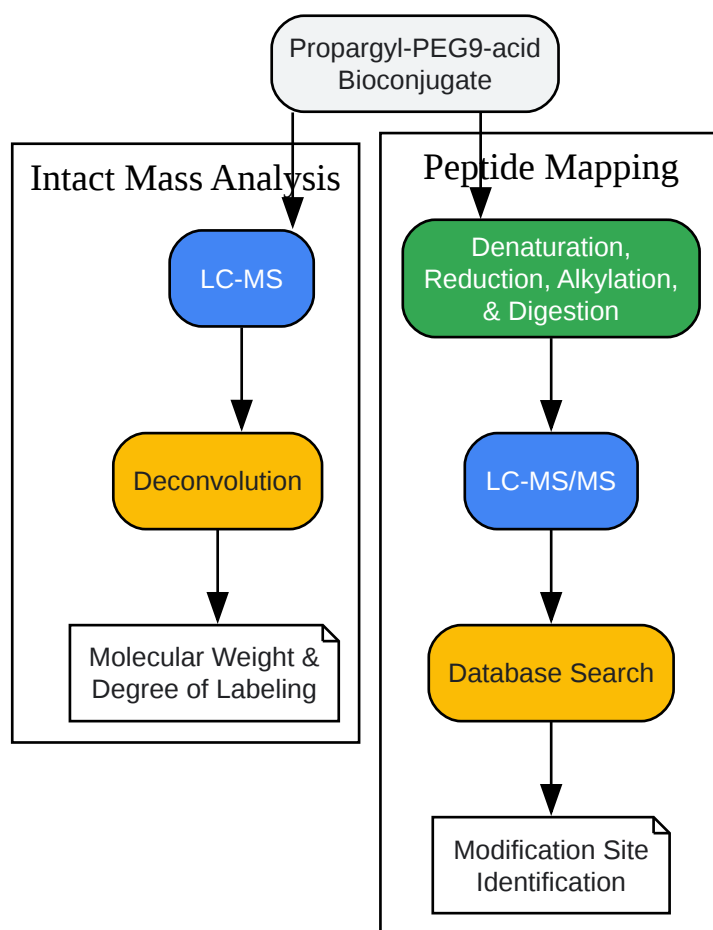 Propargyl-PEG9-acid
Bioconjugate
Intact Mass Analysis
LC-MS
Deconvolution
Molecular Weight &
Degree of Labeling
Peptide Mapping
Denaturation,
Reduction, Alkylation,
& Digestion
LC-MS/MS
Database Search
Modification Site
Identification